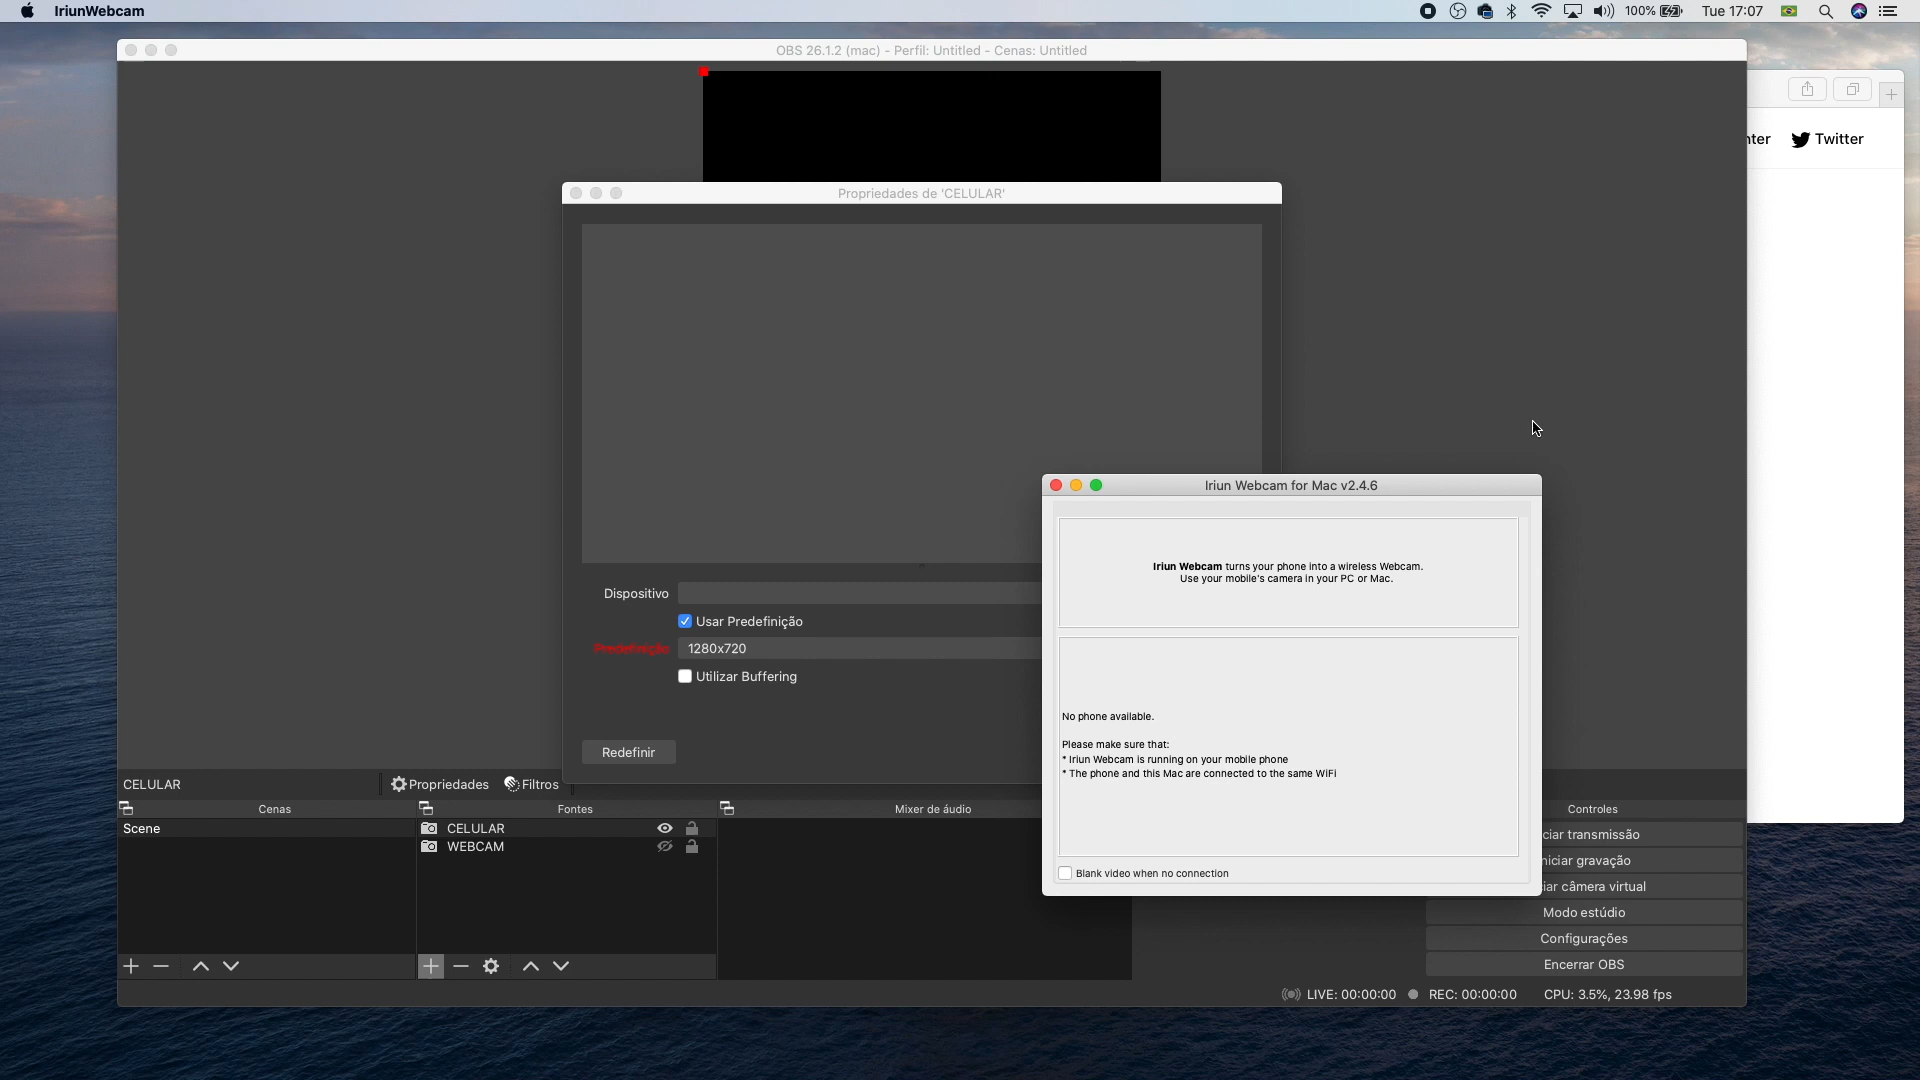 IriunWebcam
100%
Tue 17:07
OBS 26.1.2 (mac) - Perfil: Untitled - Cenas: Untitled
Twitter
Propriedades de 'CELULAR'
Iriun Webcam for Mac v2.4.6
Iriun Webcam turns your phone into a wireless Webcam.
Use your mobile's camera in your PC or Mac.
Dispositivo
Usar Predefinição
Predefinição 1280x720
Utilizar Buffering
No phone available.
Please make sure that:
* Iriun Webcam is running on your mobile phone
* The phone and this Mac are connected to the same WiFi
Blank video when no connection
Redefinir
CELULAR
Propriedades
Filtros
Cenas
Fontes
Mixer de áudio
Controles
Scene
CELULAR
WEBCAM
ciar transmissão
niciar gravação
iar câmera virtual
Modo estúdio
Configurações
Encerrar OBS
LIVE: 00:00:00
REC: 00:00:00
CPU: 3.5%, 23.98 fps